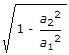 √(1 - a₂²/a₁²)